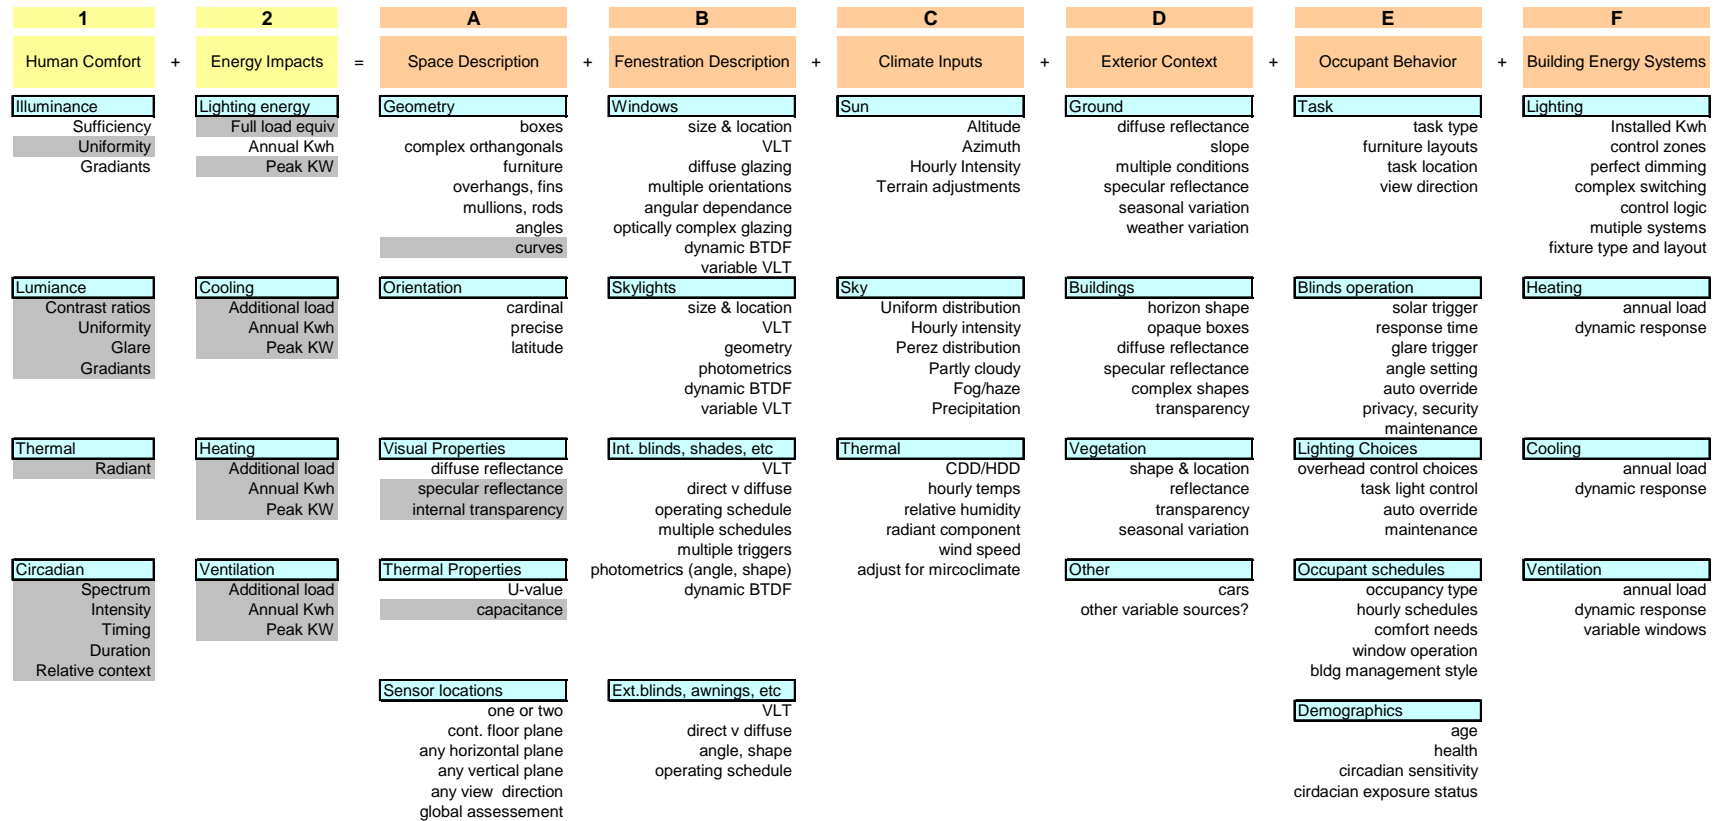 1 2 A B C D E F
Human Comfort + Energy Impacts = Space Description + Fenestration Description + Climate Inputs + Exterior Context + Occupant Behavior + Building Energy Systems
Illuminance Lighting energy Geometry Windows Sun Ground Task Lighting
Sufficiency Full load equiv boxes size & location Altitude diffuse reflectance task type Installed Kwh
Uniformity Annual Kwh complex orthangonals VLT Azimuth slope furniture layouts control zones
Gradiants Peak KW furniture diffuse glazing Hourly Intensity multiple conditions task location perfect dimming
overhangs, fins multiple orientations Terrain adjustments specular reflectance view direction complex switching
mullions, rods angular dependance seasonal variation control logic
angles optically complex glazing weather variation mutiple systems
curves dynamic BTDF fixture type and layout
variable VLT
Lumiance Cooling Orientation Skylights Sky Buildings Blinds operation Heating
Contrast ratios Additional load cardinal size & location Uniform distribution horizon shape solar trigger annual load
Uniformity Annual Kwh precise VLT Hourly intensity opaque boxes response time dynamic response
Glare Peak KW latitude geometry Perez distribution diffuse reflectance glare trigger
Gradiants photometrics Partly cloudy specular reflectance angle setting
dynamic BTDF Fog/haze complex shapes auto override
variable VLT Precipitation transparency privacy, security
maintenance
Thermal Heating Visual Properties Int. blinds, shades, etc Thermal Vegetation Lighting Choices Cooling
Radiant Additional load diffuse reflectance VLT CDD/HDD shape & location overhead control choices annual load
Annual Kwh specular reflectance direct v diffuse hourly temps reflectance task light control dynamic response
Peak KW internal transparency operating schedule relative humidity transparency auto override
multiple schedules radiant component seasonal variation maintenance
multiple triggers wind speed
Circadian Ventilation Thermal Properties photometrics (angle, shape) adjust for mircoclimate Other Occupant schedules Ventilation
Spectrum Additional load U-value dynamic BTDF cars occupancy type annual load
Intensity Annual Kwh capacitance other variable sources? hourly schedules dynamic response
Timing Peak KW comfort needs variable windows
Duration window operation
Relative context bldg management style
Sensor locations Ext.blinds, awnings, etc
one or two VLT Demographics
cont. floor plane direct v diffuse age
any horizontal plane angle, shape health
any vertical plane operating schedule circadian sensitivity
any view direction cirdacian exposure status
global assessement